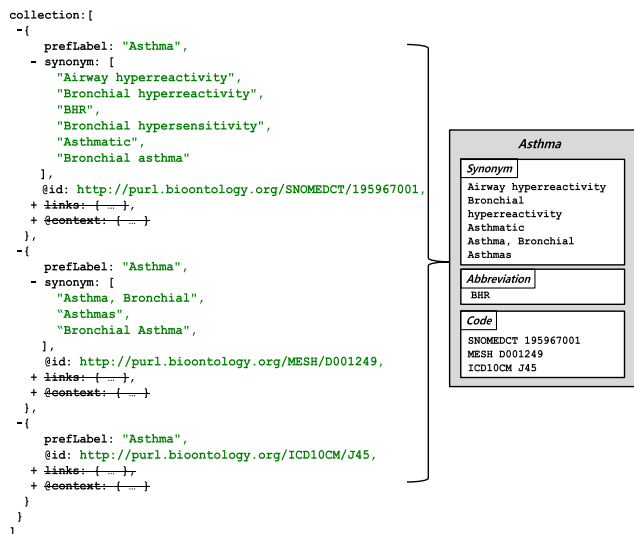 collection:[
-{
prefLabel: "Asthma",
- synonym: [
"Airway hyperreactivity",
"Bronchial hyperreactivity",
"BHR",
"Bronchial hypersensitivity",
"Asthmatic",
"Bronchial asthma"
],
@id: http://purl.bioontology.org/SNOMEDCT/195967001,
+ links: { … },
+ @context: { … }
},
-{
prefLabel: "Asthma",
- synonym: [
"Asthma, Bronchial",
“Asthmas",
“Bronchial Asthma",
],
@id: http://purl.bioontology.org/MESH/D001249,
+ links: { … },
+ @context: { … }
},
-{
prefLabel: "Asthma",
@id: http://purl.bioontology.org/ICD10CM/J45,
+ links: { … },
+ @context: { … }
}
}
]
Asthma
Synonym
Airway hyperreactivity
Bronchial
hyperreactivity
Asthmatic
Asthma, Bronchial
Asthmas
Abbreviation
BHR
Code
SNOMEDCT 195967001
MESH D001249
ICD10CM J45